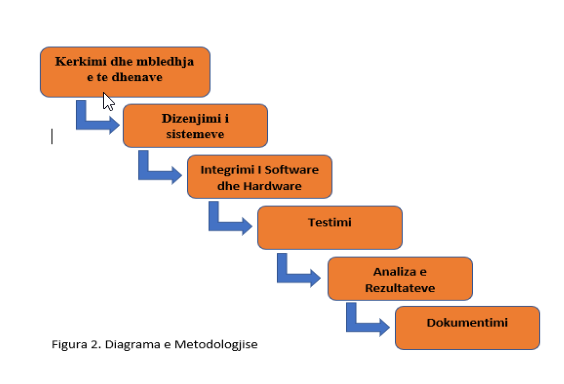 Kerkimi dhe mbledhja
e te dhenave
Dizenjimi i
sistemeve
Integrimi I Software
dhe Hardware
Testimi
Analiza e
Rezultateve
Dokumentimi
Figura 2. Diagrama e Metodologjise